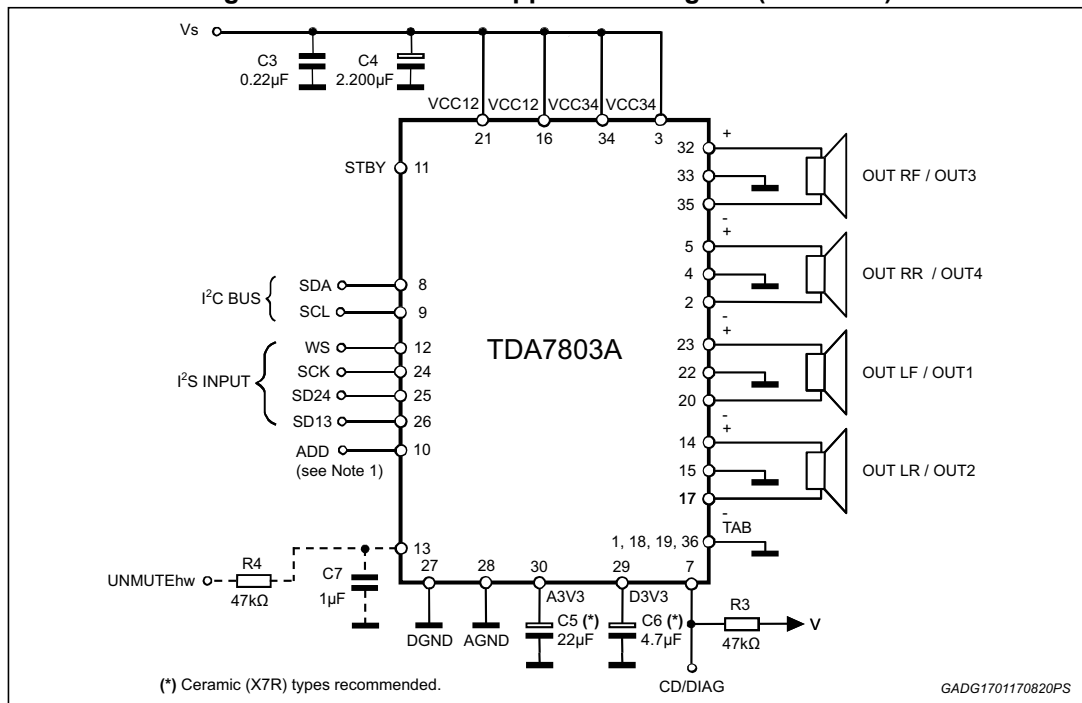 Vs
C3
0.22µF
C4
2.200µF
VCC12 VCC12 VCC34 VCC34
21 16 34 3
STBY 11
I²C BUS
SDA 8
SCL 9
I²S INPUT
WS 12
SCK 24
SD24 25
SD13 26
ADD 10
(see Note 1)
TDA7803A
+
32
33
35
-
OUT RF / OUT3
+
5
4
2
-
OUT RR / OUT4
+
23
22
20
-
OUT LF / OUT1
+
14
15
17
-
OUT LR / OUT2
TAB
1, 18, 19, 36
13
UNMUTEhw
R4
47kΩ
C7
1µF
27 28 30 29 7
A3V3 D3V3
DGND AGND
C5 (*)
22µF
C6 (*)
4.7µF
R3
47kΩ
V
CD/DIAG
(*) Ceramic (X7R) types recommended.
GADG1701170820PS